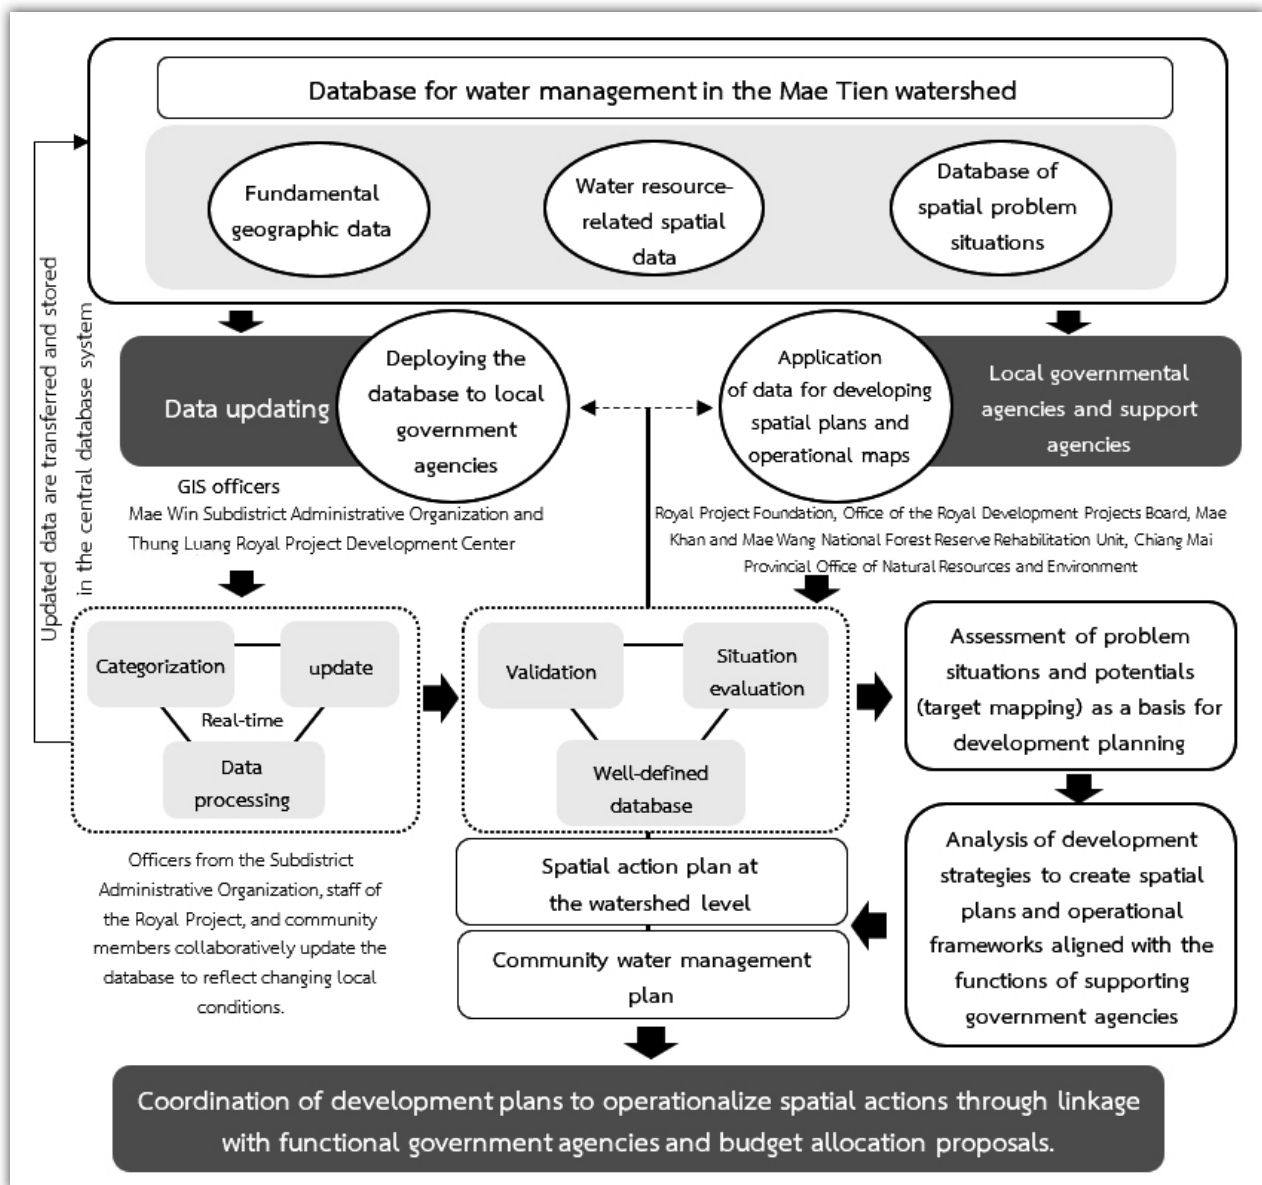 Database for water management in the Mae Tien watershed
Fundamental
geographic data
Water resource-
related spatial
data
Database of
spatial problem
situations
Updated data are transferred and stored
in the central database system
Data updating
Deploying the
database to local
government
agencies
Application
of data for developing
spatial plans and
operational maps
Local governmental
agencies and support
agencies
GIS officers
Mae Win Subdistrict Administrative Organization and
Thung Luang Royal Project Development Center
Royal Project Foundation, Office of the Royal Development Projects Board, Mae
Khan and Mae Wang National Forest Reserve Rehabilitation Unit, Chiang Mai
Provincial Office of Natural Resources and Environment
Categorization
update
Real-time
Data
processing
Validation
Situation
evaluation
Well-defined
database
Assessment of problem
situations and potentials
(target mapping) as a basis for
development planning
Officers from the Subdistrict
Administrative Organization, staff of
the Royal Project, and community
members collaboratively update the
database to reflect changing local
conditions.
Spatial action plan at
the watershed level
Community water management
plan
Analysis of development
strategies to create spatial
plans and operational
frameworks aligned with the
functions of supporting
government agencies
Coordination of development plans to operationalize spatial actions through linkage
with functional government agencies and budget allocation proposals.